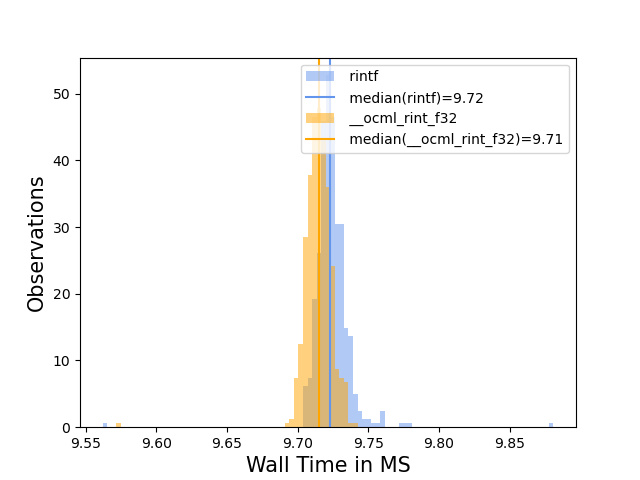 rintf
median(rintf)=9.72
__ocml_rint_f32
median(__ocml_rint_f32)=9.71
Observations
50
40
30
20
10
0
9.55 9.60 9.65 9.70 9.75 9.80 9.85
Wall Time in MS